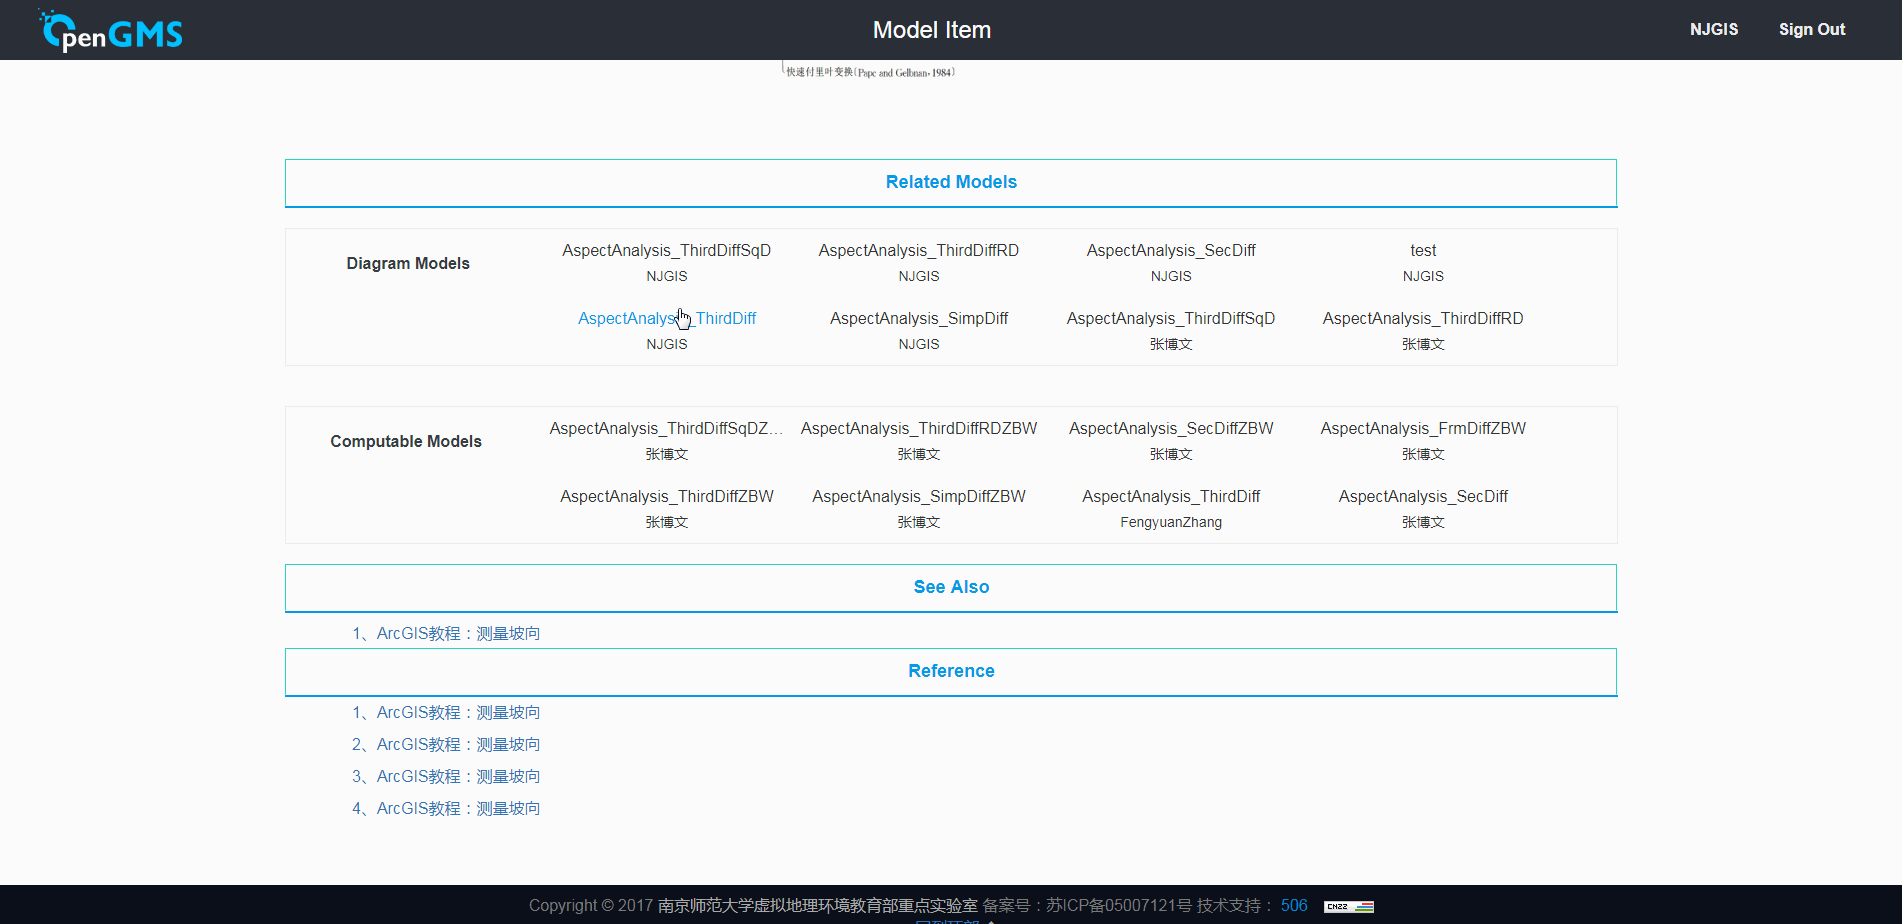 OpenGMS
Model Item
NJGIS
Sign Out
快速付里叶变换(Papc and Gelbnan,1984)
Related Models
Diagram Models
AspectAnalysis_ThirdDiffSqD AspectAnalysis_ThirdDiffRD AspectAnalysis_SecDiff test
NJGIS NJGIS NJGIS NJGIS
AspectAnalysis_ThirdDiff AspectAnalysis_SimpDiff AspectAnalysis_ThirdDiffSqD AspectAnalysis_ThirdDiffRD
NJGIS NJGIS 张博文 张博文
Computable Models
AspectAnalysis_ThirdDiffSqDZ... AspectAnalysis_ThirdDiffRDZBW AspectAnalysis_SecDiffZBW AspectAnalysis_FrmDiffZBW
张博文 张博文 张博文 张博文
AspectAnalysis_ThirdDiffZBW AspectAnalysis_SimpDiffZBW AspectAnalysis_ThirdDiff AspectAnalysis_SecDiff
张博文 张博文 FengyuanZhang 张博文
See Also
1、ArcGIS教程：测量坡向
Reference
1、ArcGIS教程：测量坡向
2、ArcGIS教程：测量坡向
3、ArcGIS教程：测量坡向
4、ArcGIS教程：测量坡向
Copyright © 2017 南京师范大学虚拟地理环境教育部重点实验室 备案号：苏ICP备05007121号 技术支持： 506 CNZZ